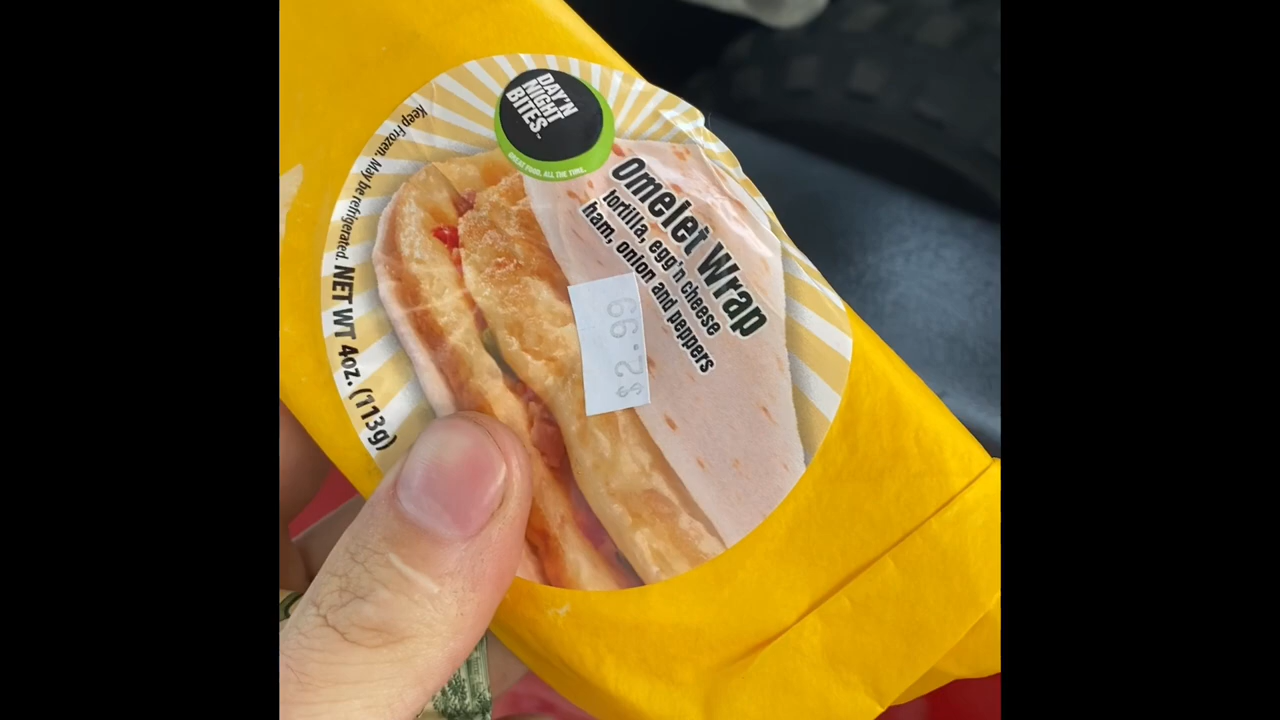 DAY'N
NIGHT
BITES™
GREAT FOOD. ALL THE TIME.
Omelet Wrap
tortilla, egg'n cheese
ham, onion and peppers
$2.99
Keep Frozen. May be refrigerated. NET WT 4oz. (113g)